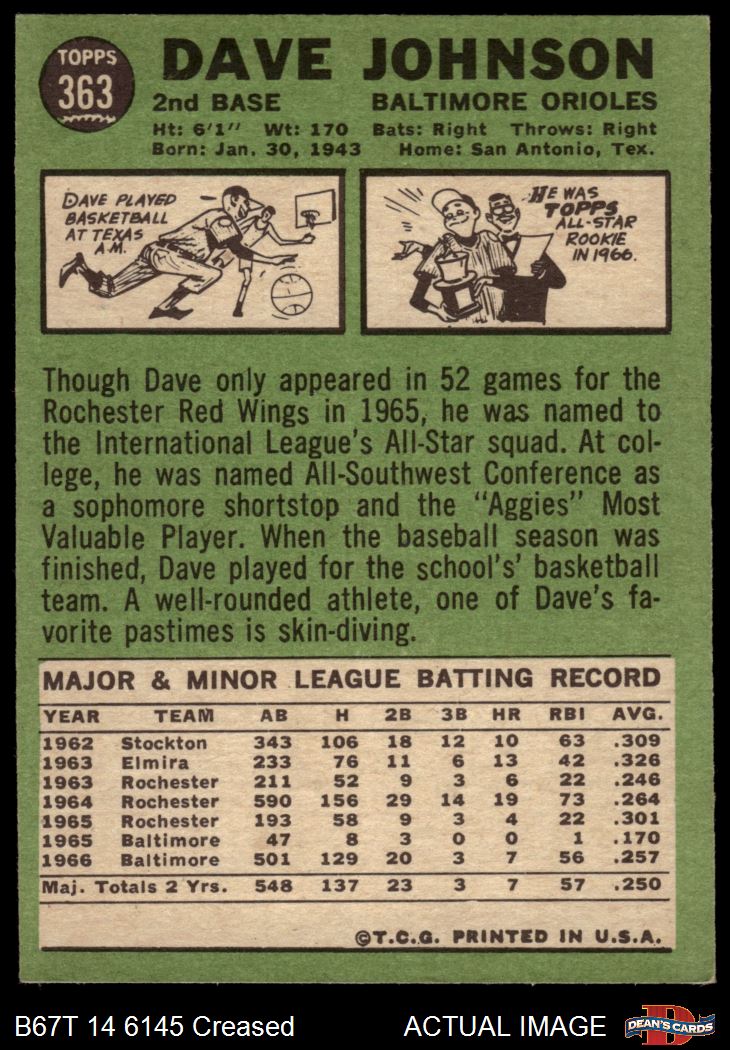 TOPPS
363
DAVE JOHNSON
2nd BASE BALTIMORE ORIOLES
Ht: 6'1" Wt: 170 Bats: Right Throws: Right
Born: Jan. 30, 1943 Home: San Antonio, Tex.
DAVE PLAYED
BASKETBALL
AT TEXAS
A.M.
HE WAS
TOPPS
ALL-STAR
ROOKIE
IN 1966.
Though Dave only appeared in 52 games for the
Rochester Red Wings in 1965, he was named to
the International League's All-Star squad. At col-
lege, he was named All-Southwest Conference as
a sophomore shortstop and the "Aggies" Most
Valuable Player. When the baseball season was
finished, Dave played for the school's' basketball
team. A well-rounded athlete, one of Dave's fa-
vorite pastimes is skin-diving.
MAJOR & MINOR LEAGUE BATTING RECORD
YEAR TEAM AB H 2B 3B HR RBI AVG.
1962 Stockton 343 106 18 12 10 63 .309
1963 Elmira 233 76 11 6 13 42 .326
1963 Rochester 211 52 9 3 6 22 .246
1964 Rochester 590 156 29 14 19 73 .264
1965 Rochester 193 58 9 3 4 22 .301
1965 Baltimore 47 8 3 0 0 1 .170
1966 Baltimore 501 129 20 3 7 56 .257
Maj. Totals 2 Yrs. 548 137 23 3 7 57 .250
©T.C.G. PRINTED IN U.S.A.
B67T 14 6145 Creased ACTUAL IMAGE
D
DEAN'S CARDS